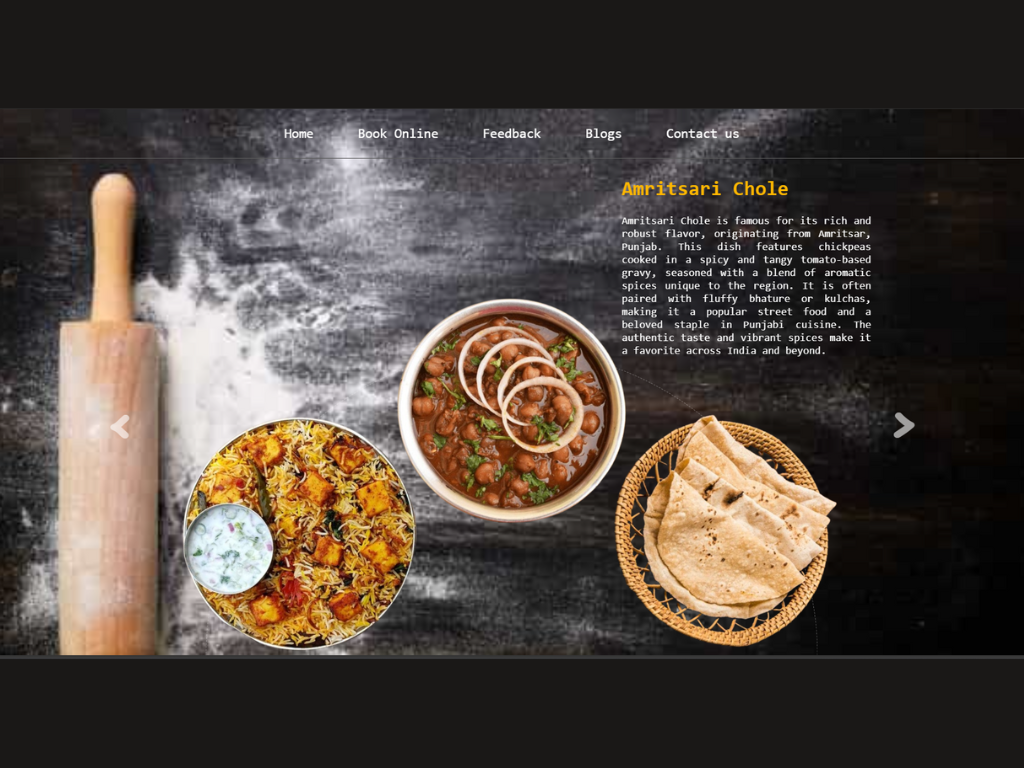 Home Book Online Feedback Blogs Contact us
Amritsari Chole
Amritsari Chole is famous for its rich and
robust flavor, originating from Amritsar,
Punjab. This dish features chickpeas
cooked in a spicy and tangy tomato-based
gravy, seasoned with a blend of aromatic
spices unique to the region. It is often
paired with fluffy bhature or kulchas,
making it a popular street food and a
beloved staple in Punjabi cuisine. The
authentic taste and vibrant spices make it
a favorite across India and beyond.